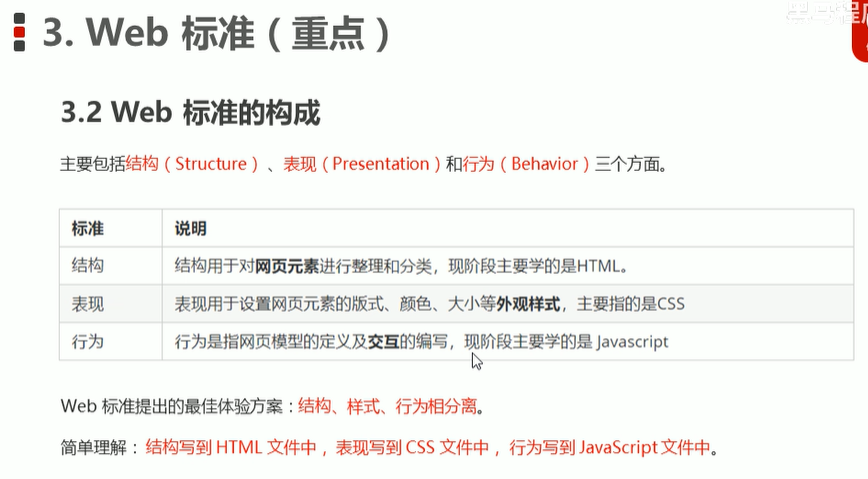 3. Web 标准（重点）
3.2 Web 标准的构成
主要包括结构（Structure）、表现（Presentation）和行为（Behavior）三个方面。
标准 说明
结构 结构用于对网页元素进行整理和分类，现阶段主要学的是HTML。
表现 表现用于设置网页元素的版式、颜色、大小等外观样式，主要指的是CSS
行为 行为是指网页模型的定义及交互的编写，现阶段主要学的是 Javascript
Web 标准提出的最佳体验方案：结构、样式、行为相分离。
简单理解： 结构写到 HTML 文件中， 表现写到 CSS 文件中， 行为写到 JavaScript 文件中。